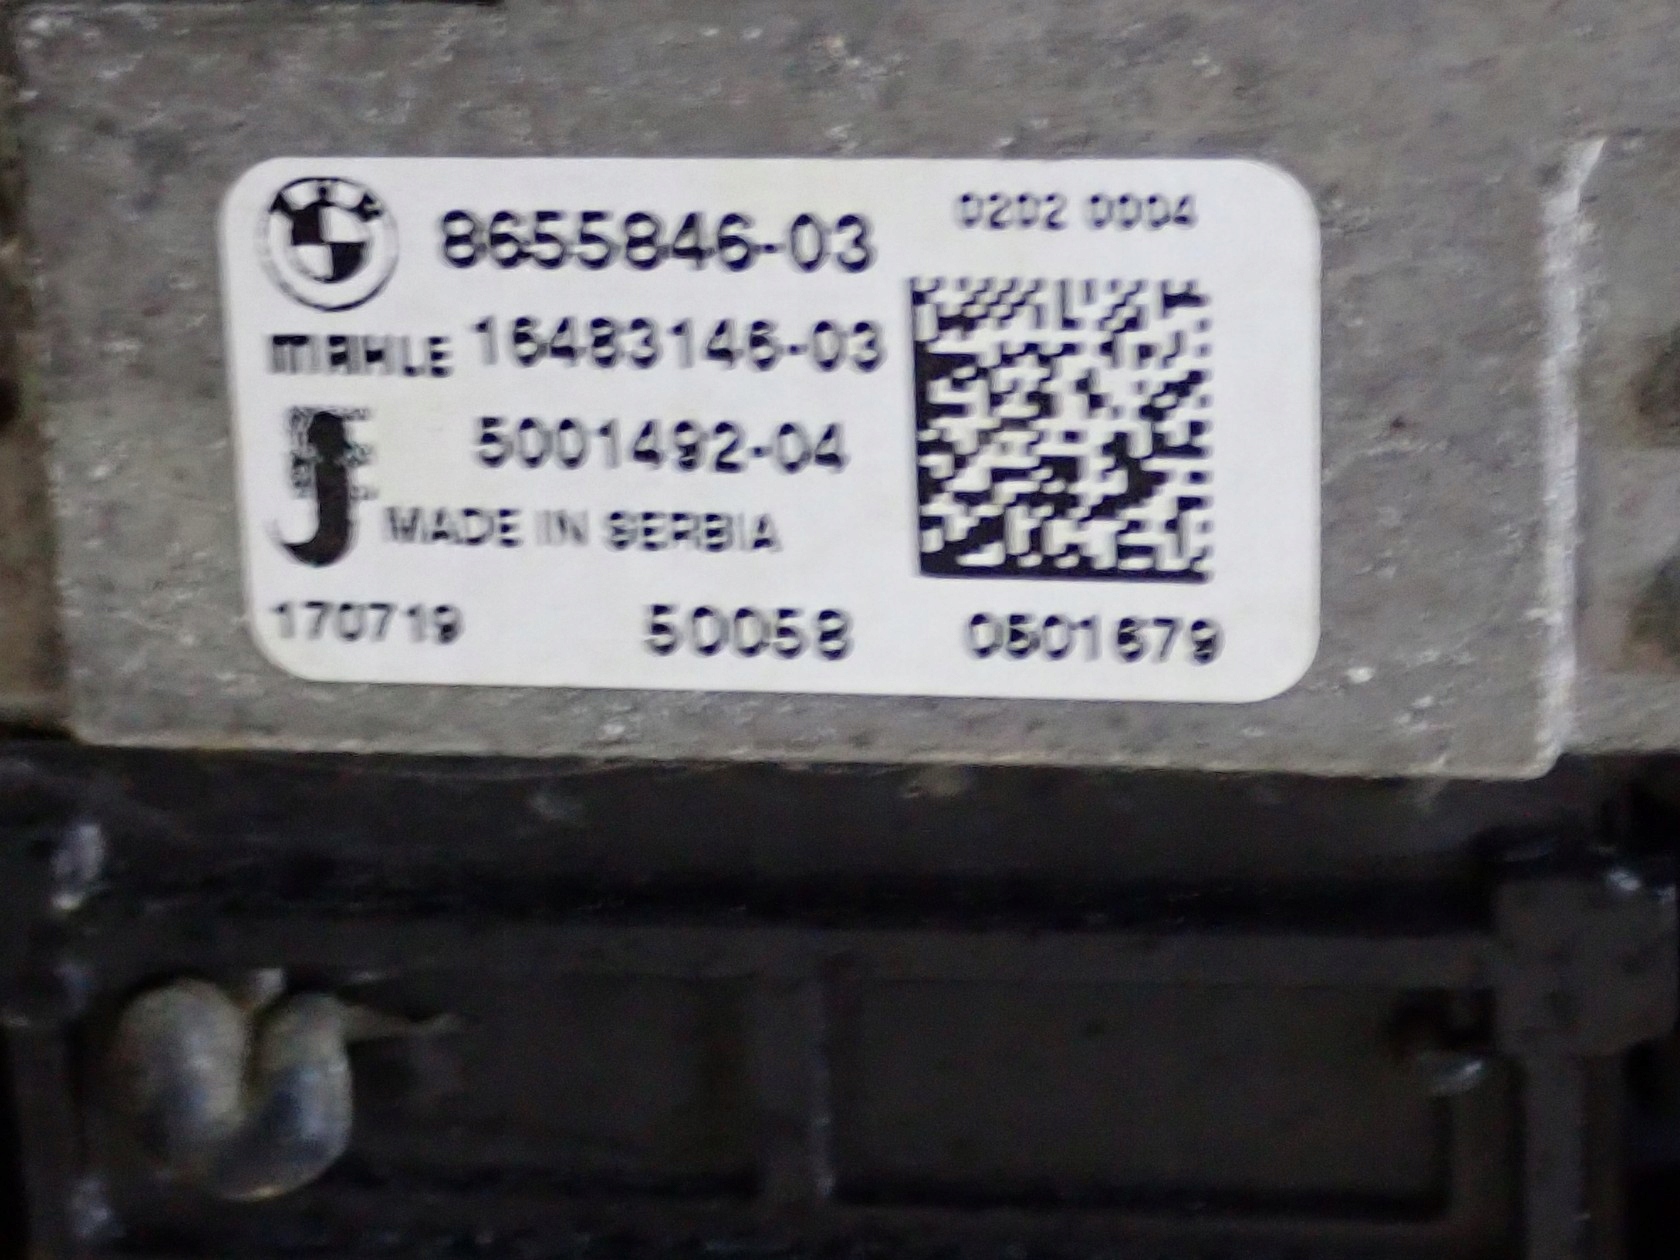 8655846-03
0202 0004
MAHLE 16483146-03
5001492-04
MADE IN SERBIA
170719 50058 0501679